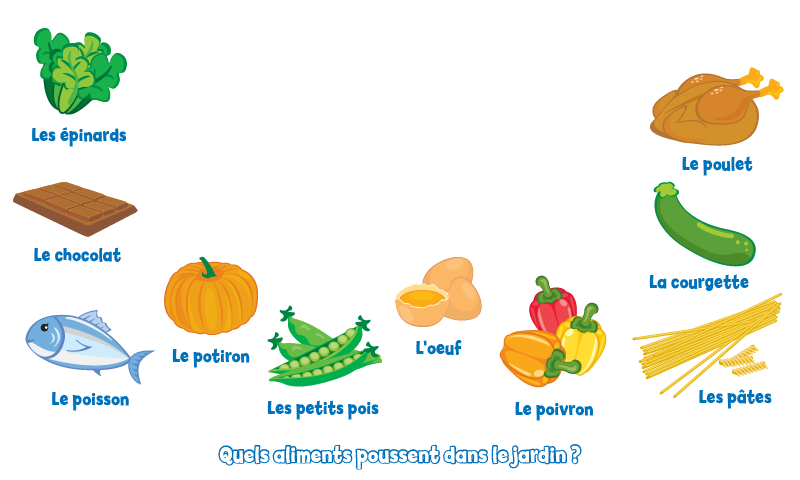 Les épinards
Le poulet
Le chocolat
La courgette
Le potiron
L'oeuf
Le poisson
Les petits pois
Le poivron
Les pâtes
Quels aliments poussent dans le jardin ?